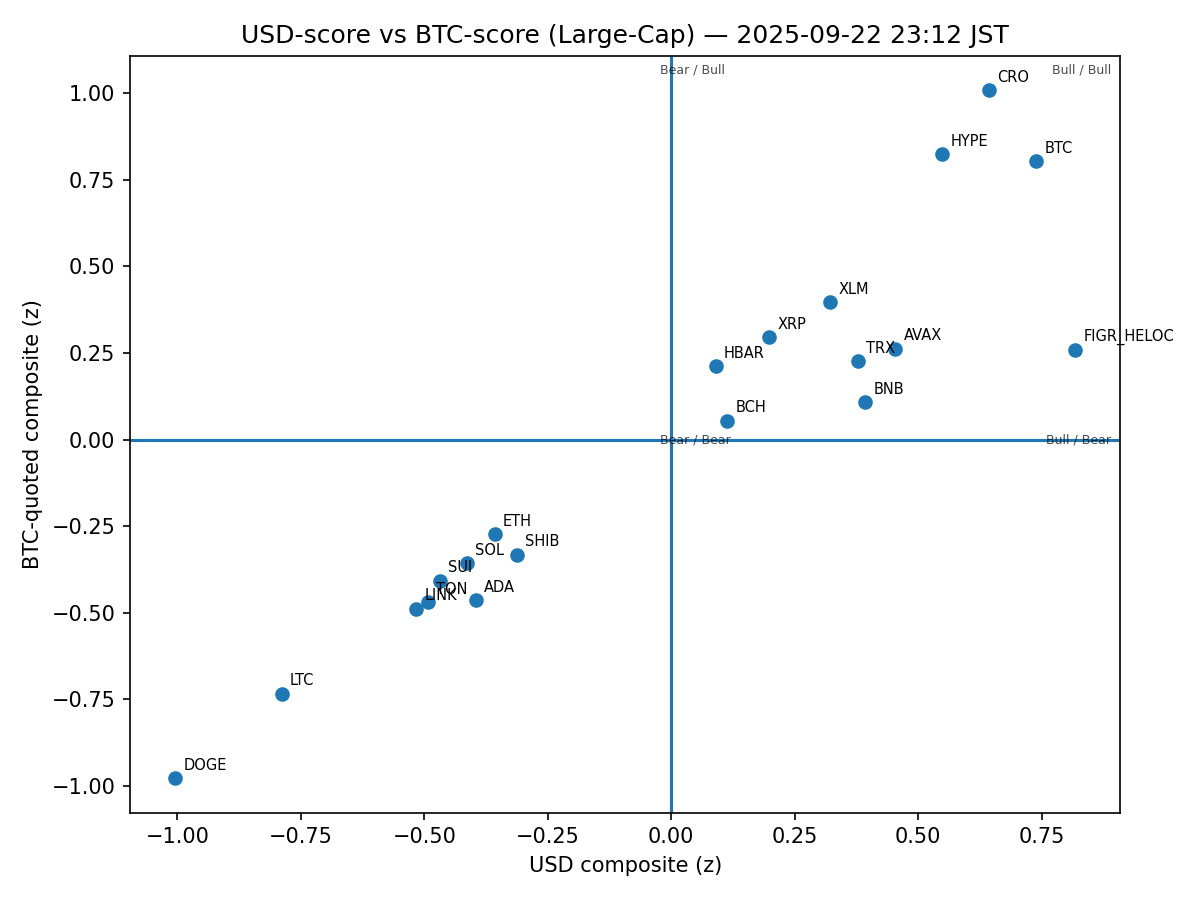 USD-score vs BTC-score (Large-Cap) — 2025-09-22 23:12 JST
Bear / Bull
Bull / Bull
CRO
HYPE
BTC
XLM
XRP
HBAR
TRX
AVAX
FIGR_HELOC
BNB
BCH
Bear / Bear
Bull / Bear
ETH
SHIB
SOL
SUI
TON
LINK
ADA
LTC
DOGE
1.00
0.75
0.50
0.25
0.00
−0.25
−0.50
−0.75
−1.00
BTC-quoted composite (z)
−1.00 −0.75 −0.50 −0.25 0.00 0.25 0.50 0.75
USD composite (z)